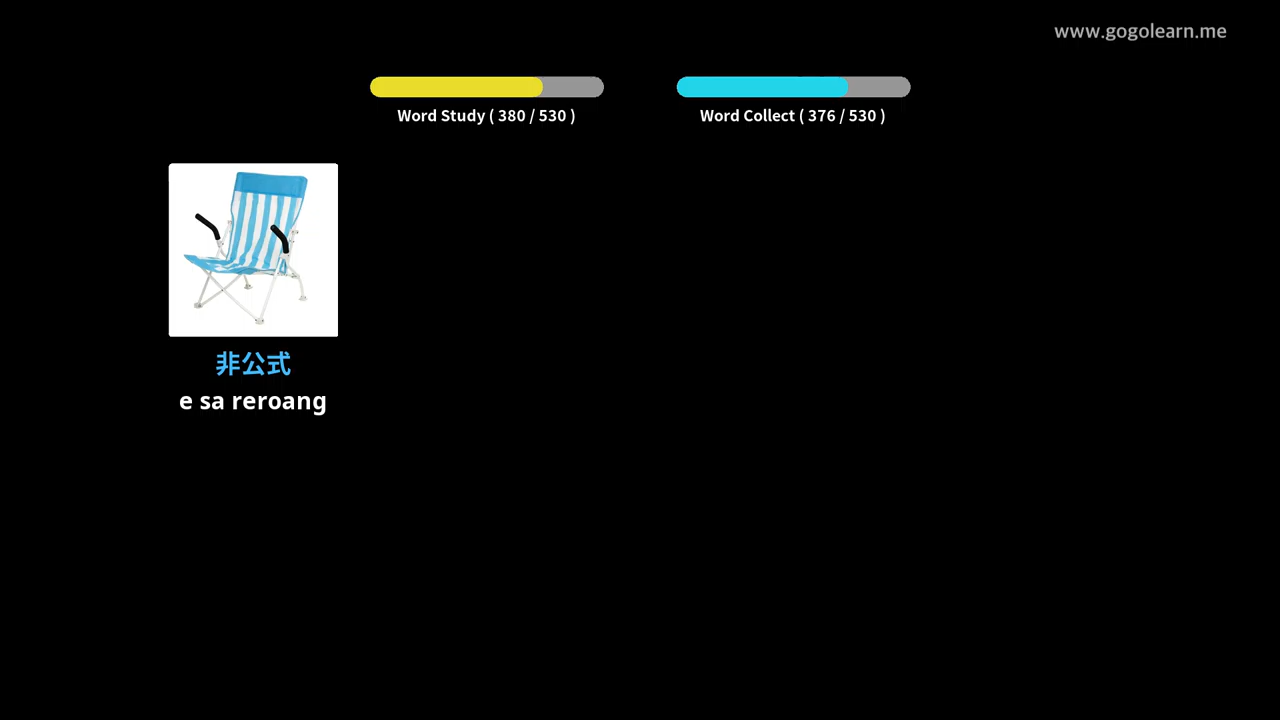 www.gogolearn.me
Word Study ( 380 / 530 )
Word Collect ( 376 / 530 )
非公式
e sa reroang